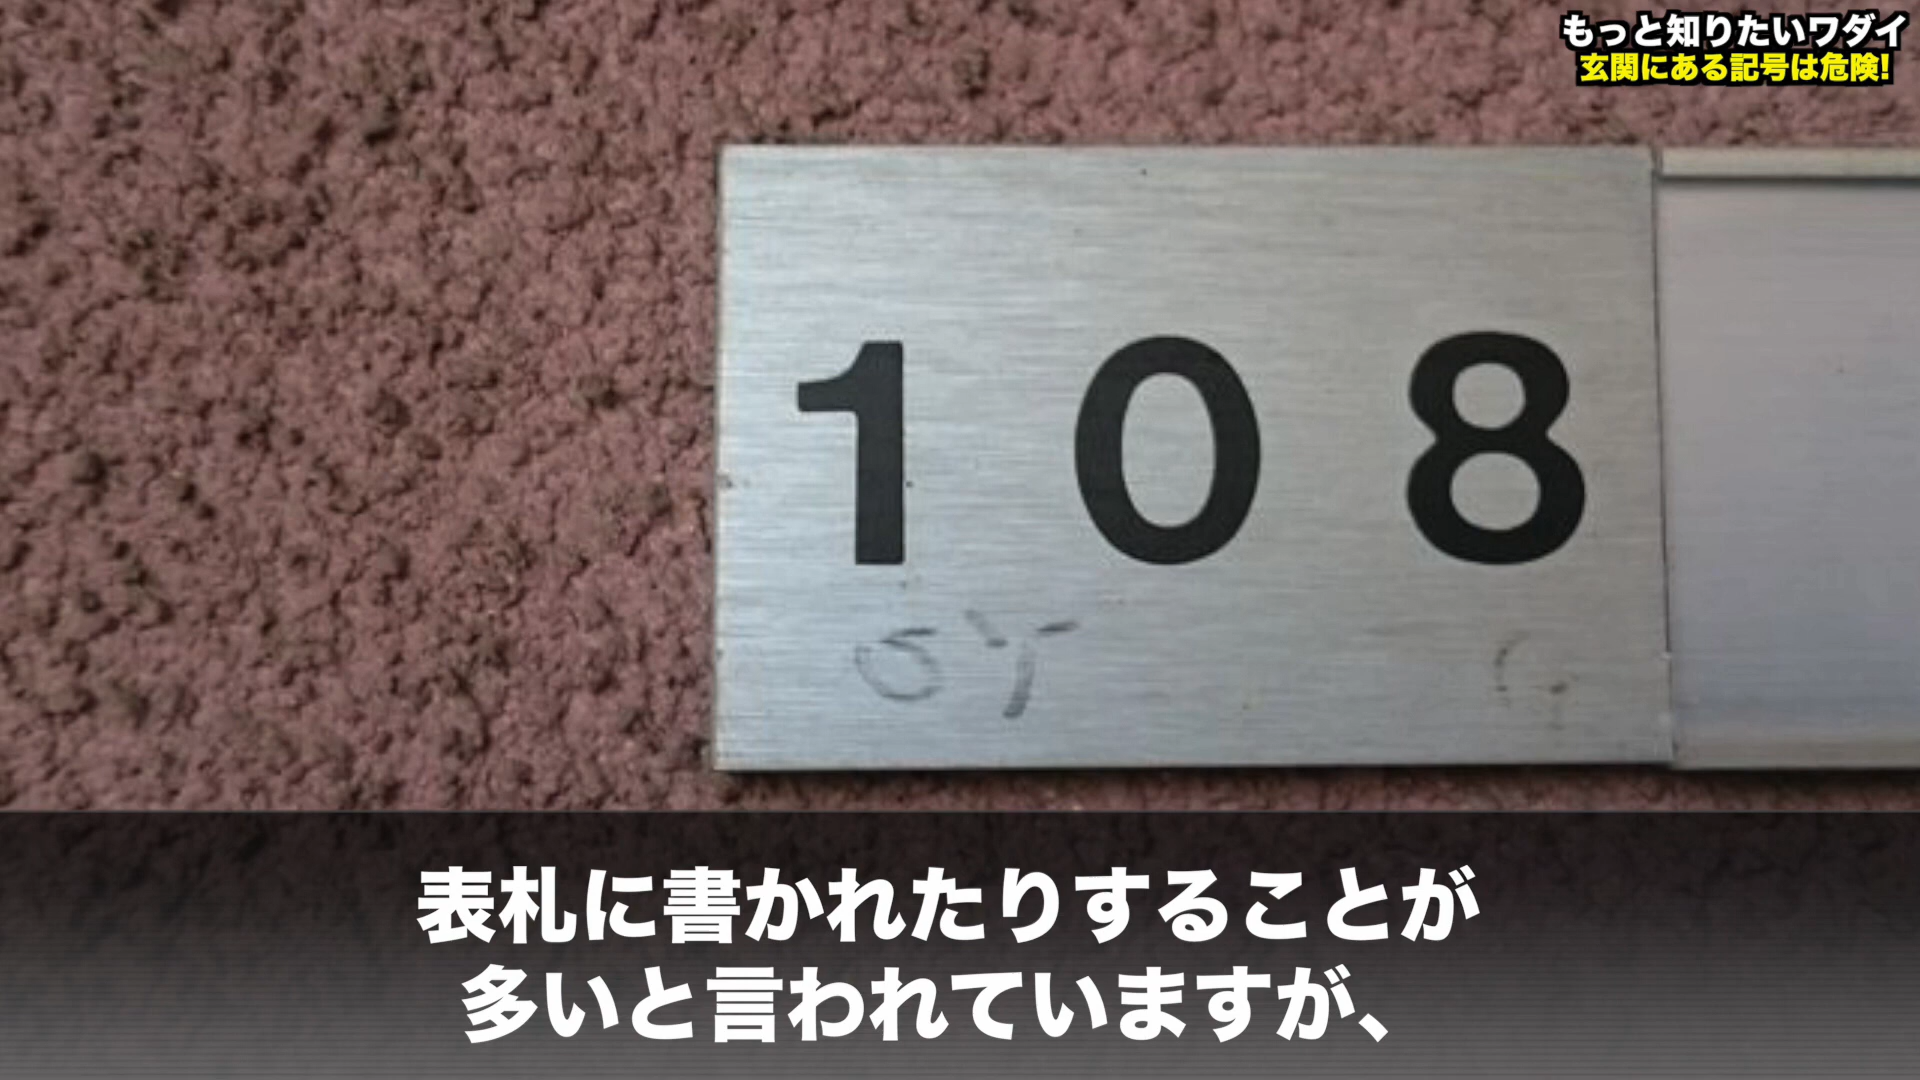 もっと知りたいワダイ
玄関にある記号は危険!
108
表札に書かれたりすることが
多いと言われていますが、